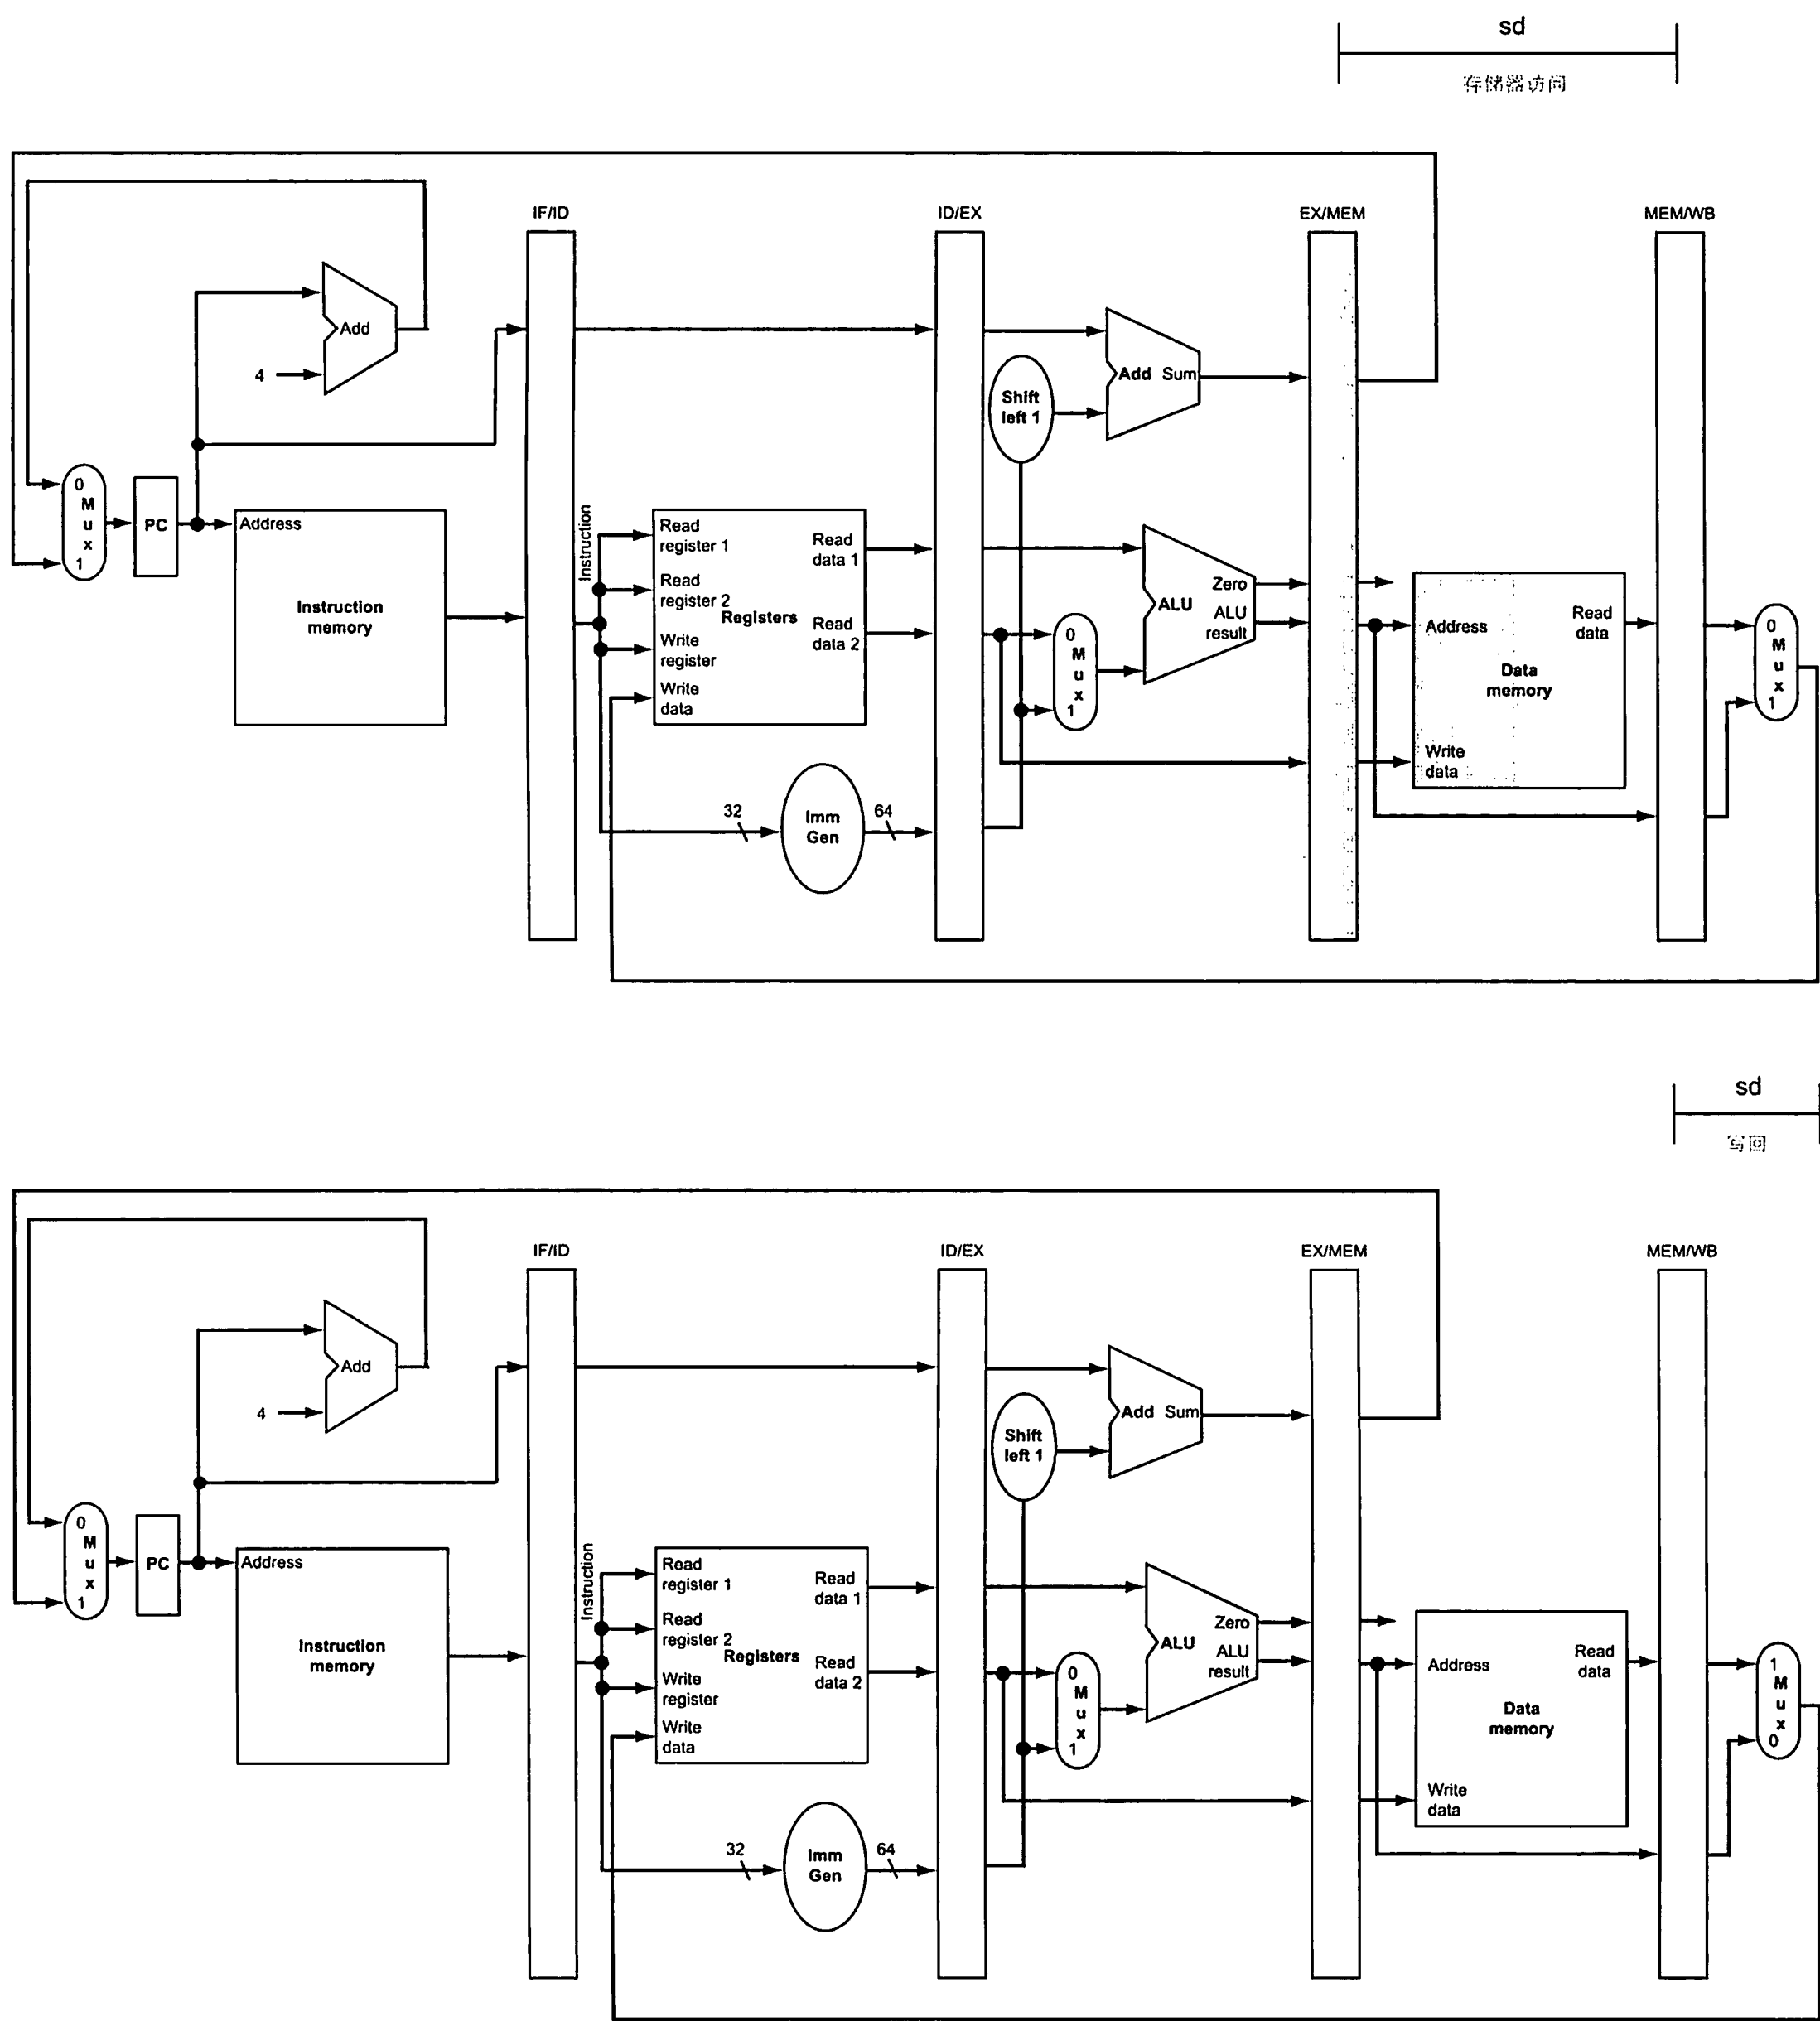 sd
存储器访问
IF/ID
ID/EX
EX/MEM
MEM/WB
Add
4
Add Sum
Shift
left 1
0
M
u
x
1
PC
Address
Instruction
memory
Instruction
Read
register 1
Read
register 2
Write
register
Write
data
Registers
Read
data 1
Read
data 2
0
M
u
x
1
Zero
ALU
ALU
result
Address
Read
data
Data
memory
Write
data
0
M
u
x
1
32
Imm
Gen
64
sd
写回
IF/ID
ID/EX
EX/MEM
MEM/WB
Add
4
Add Sum
Shift
left 1
0
M
u
x
1
PC
Address
Instruction
memory
Instruction
Read
register 1
Read
register 2
Write
register
Write
data
Registers
Read
data 1
Read
data 2
0
M
u
x
1
Zero
ALU
ALU
result
Address
Read
data
Data
memory
Write
data
1
M
u
x
0
32
Imm
Gen
64